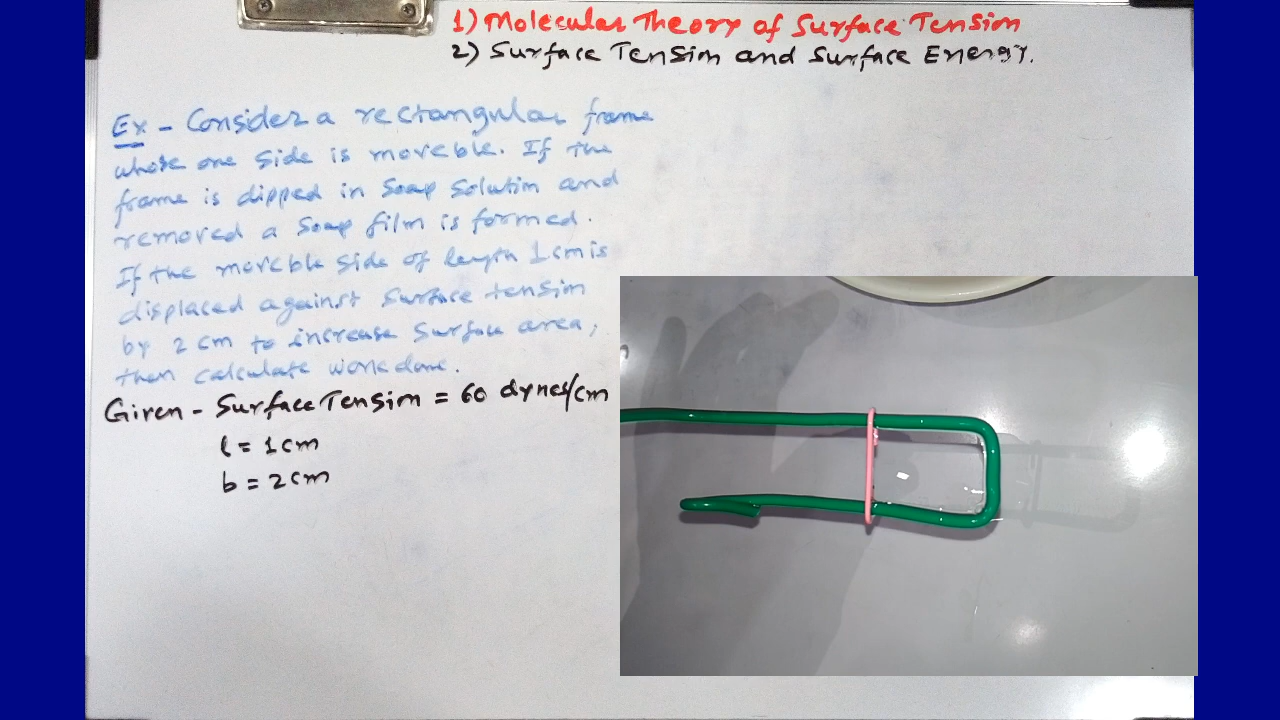 1) Molecular Theory of Surface Tension
2) Surface Tension and Surface Energy.
Ex - Consider a rectangular frame
whose one side is moveble. If the
frame is dipped in Soap Solution and
removed a Soap film is formed.
If the moveble side of length 1cm is
displaced against Surface tension
by 2 cm to increase Surface area,
then calculate work done.
Given - Surface Tension = 60 dynes/cm
l = 1cm
b = 2cm